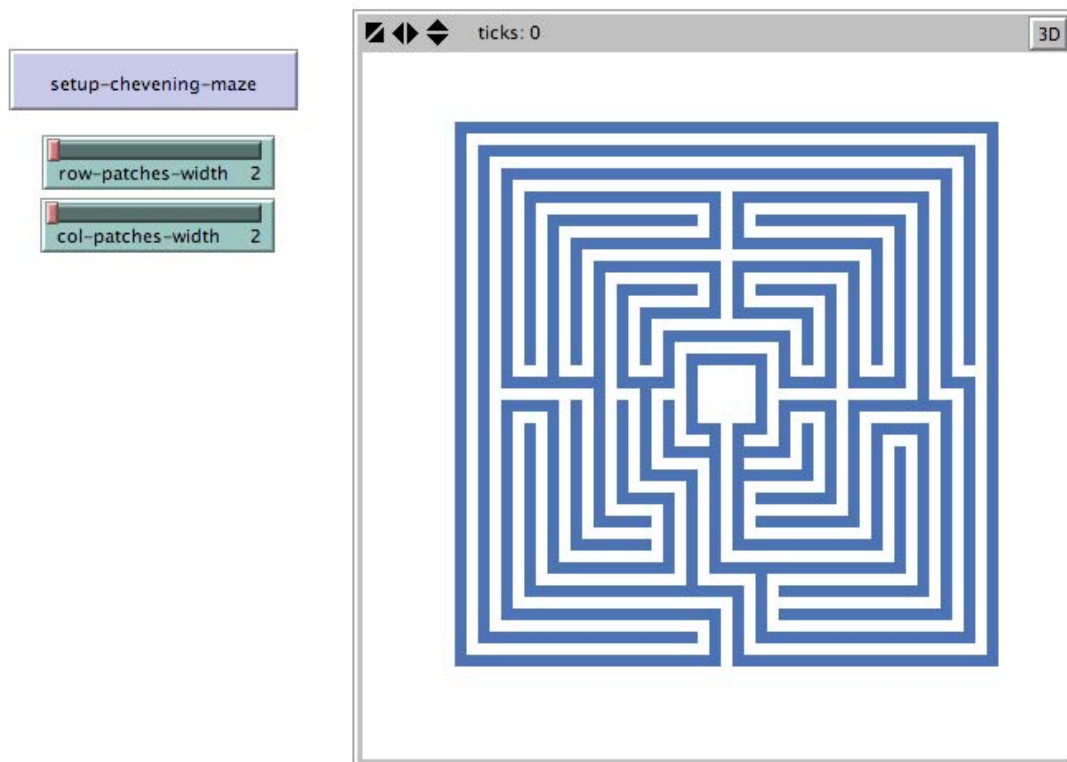 ticks: 0
3D
setup-chevening-maze
row-patches-width 2
col-patches-width 2